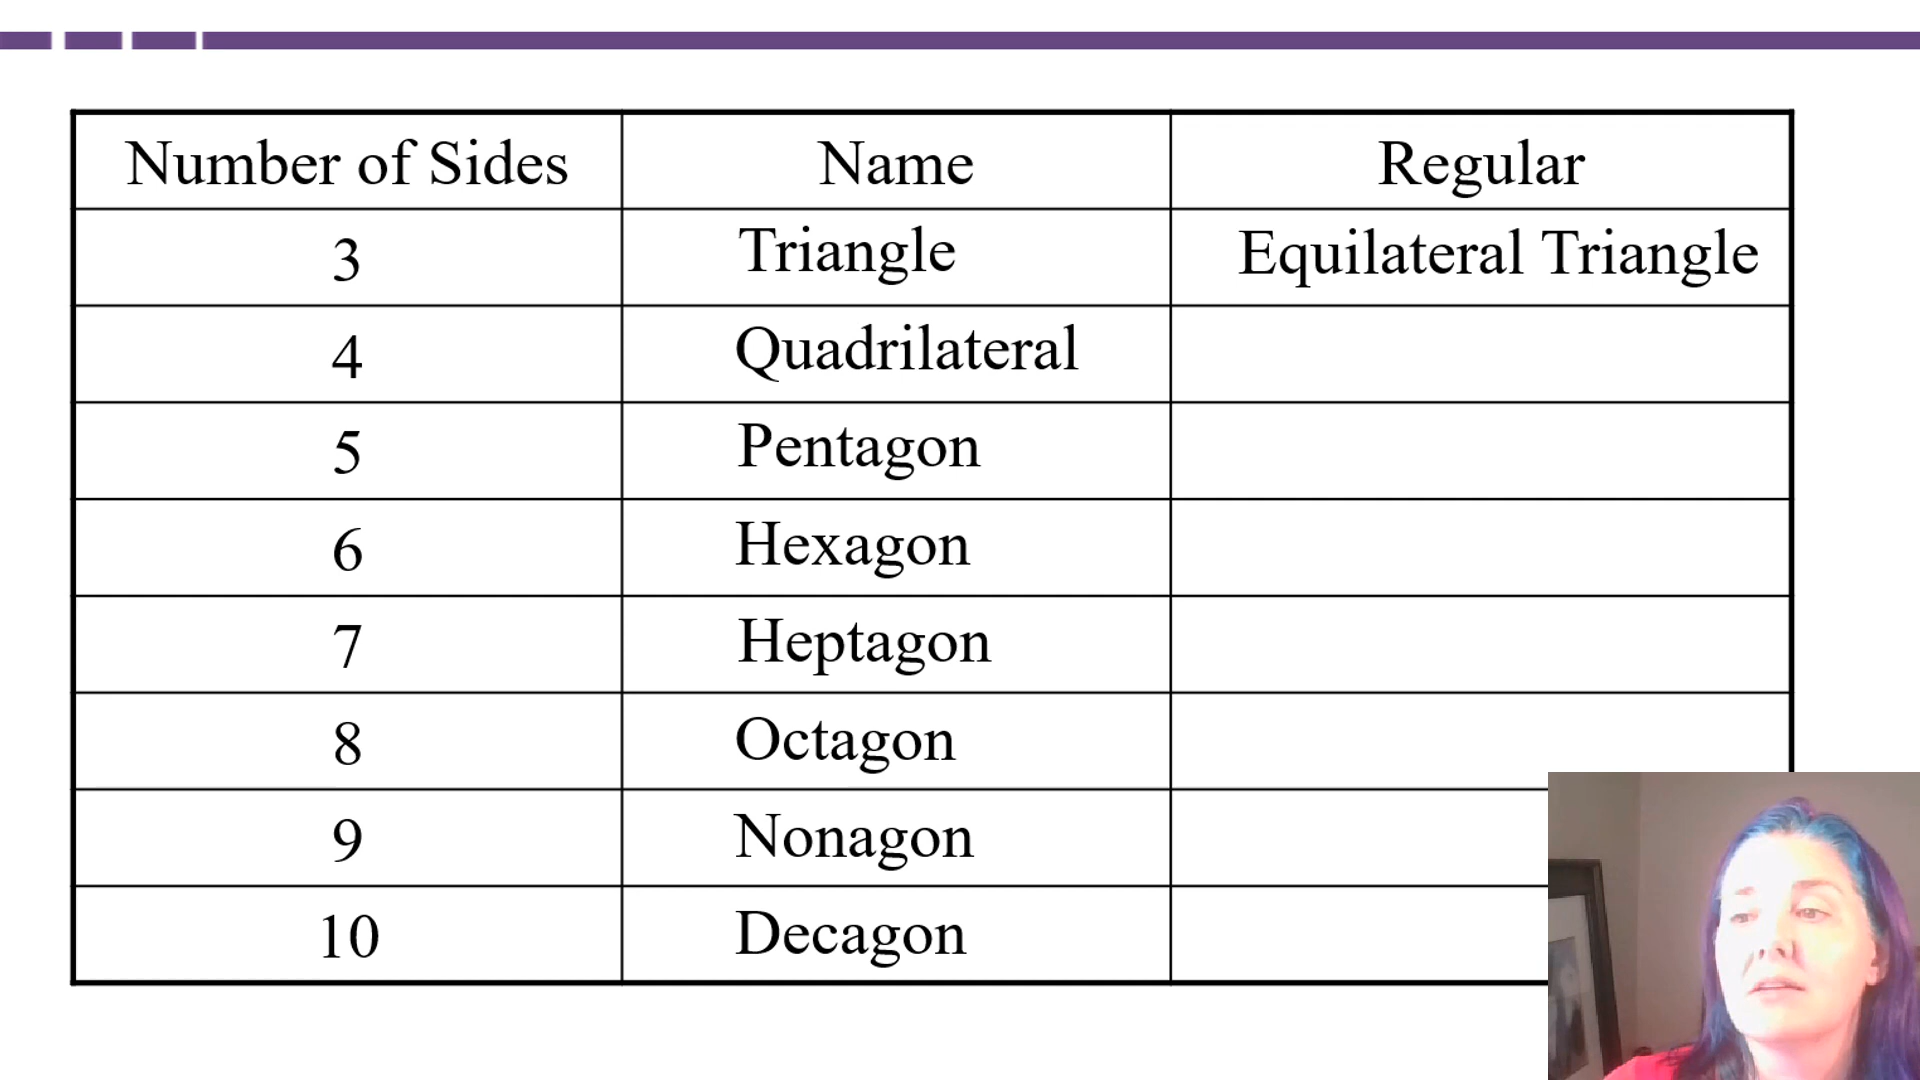 Number of Sides Name Regular
3 Triangle Equilateral Triangle
4 Quadrilateral
5 Pentagon
6 Hexagon
7 Heptagon
8 Octagon
9 Nonagon
10 Decagon